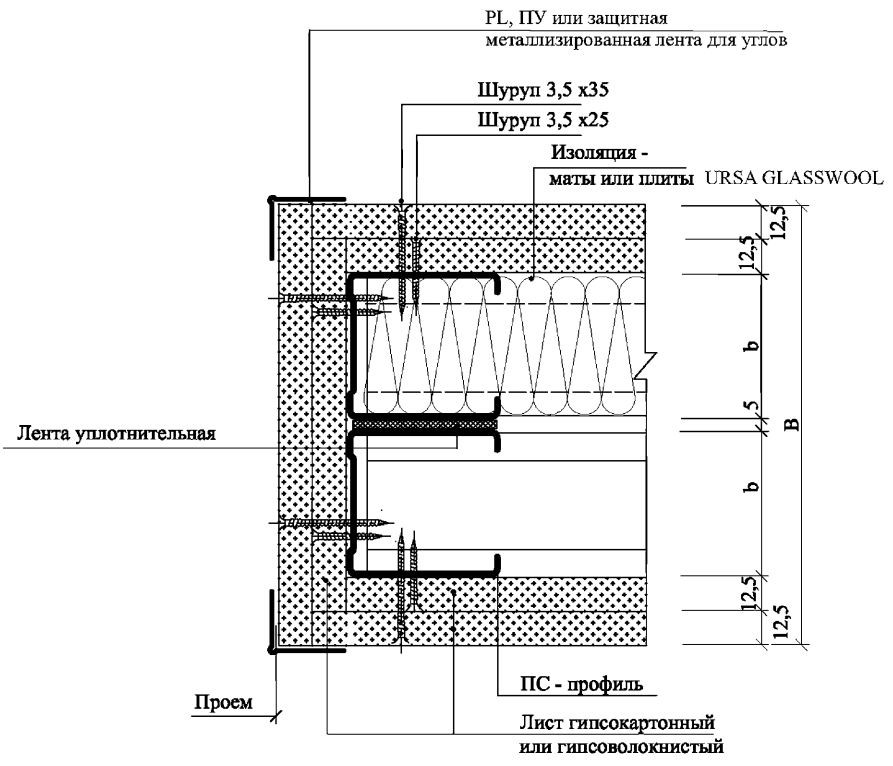 PL, ПУ или защитная
металлизированная лента для углов
Шуруп 3,5 х35
Шуруп 3,5 х25
Изоляция -
маты или плиты URSA GLASSWOOL
12,5
12,5
b
5
В
Лента уплотнительная
b
12,5
12,5
ПС - профиль
Проем
Лист гипсокартонный
или гипсоволокнистый